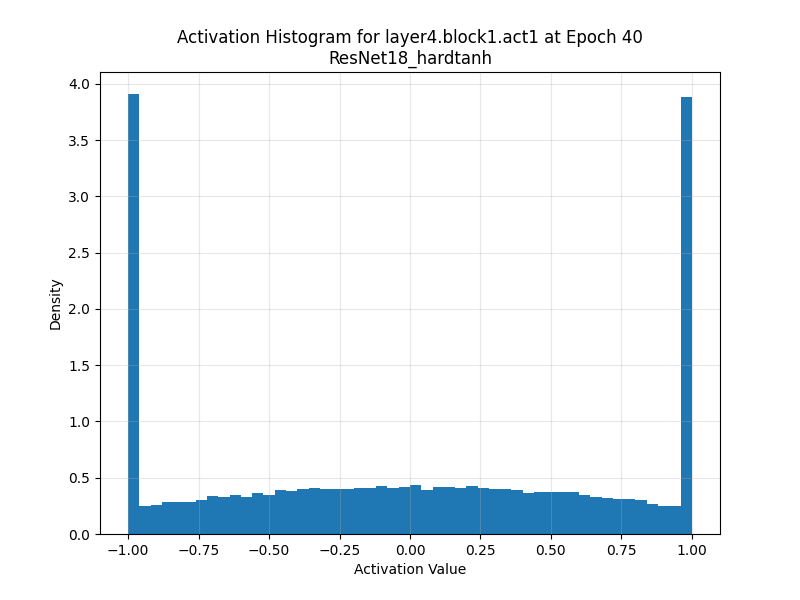 Activation Histogram for layer4.block1.act1 at Epoch 40
ResNet18_hardtanh
4.0
3.5
3.0
2.5
2.0
1.5
1.0
0.5
0.0
Density
−1.00 −0.75 −0.50 −0.25 0.00 0.25 0.50 0.75 1.00
Activation Value